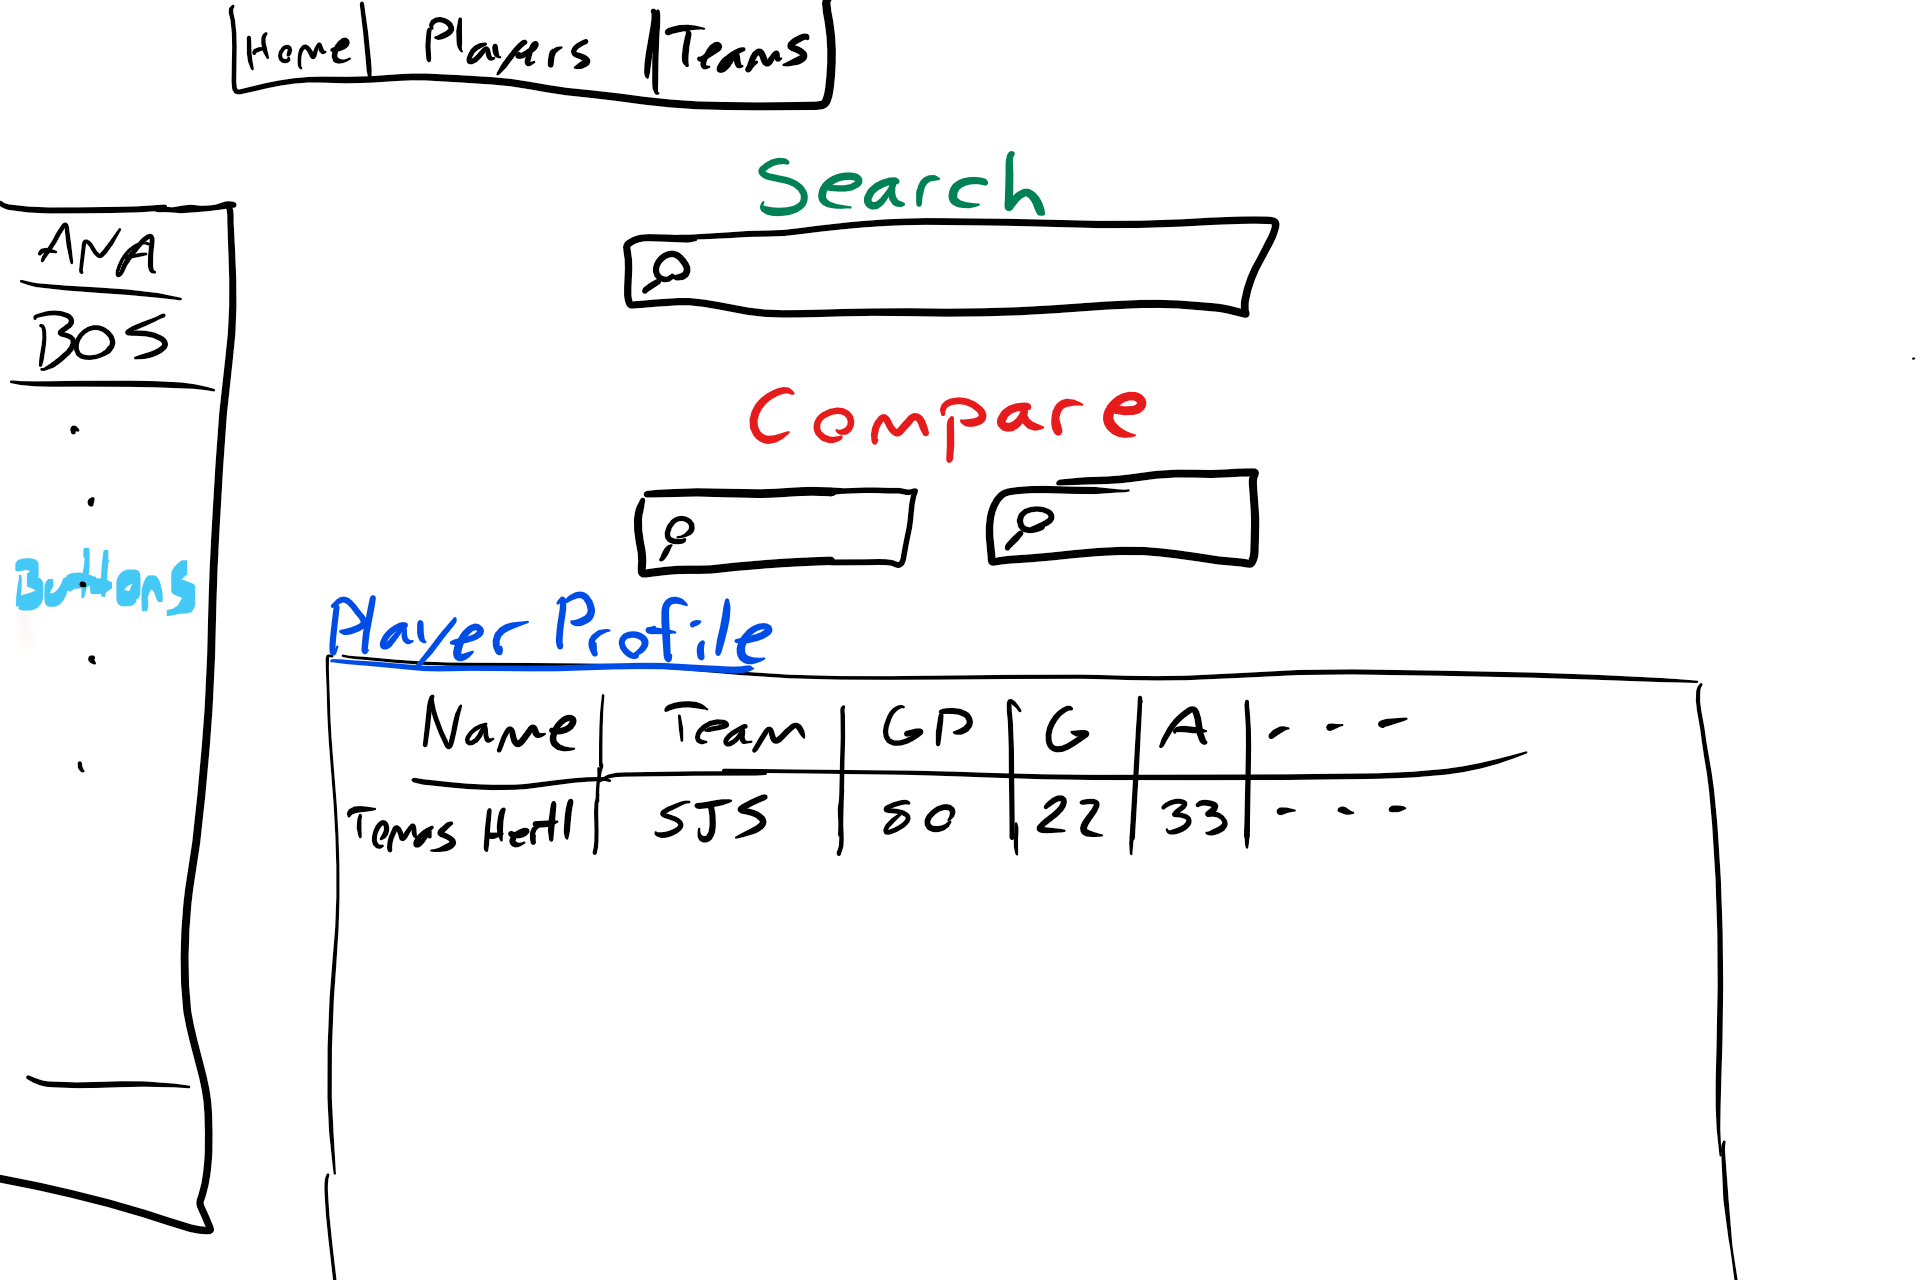 Home Players Teams
Search
ANA
BOS
Compare
Buttons
Player Profile
Name Team GP G A - - -
Tomas Hertl SJS 80 22 33 - - -